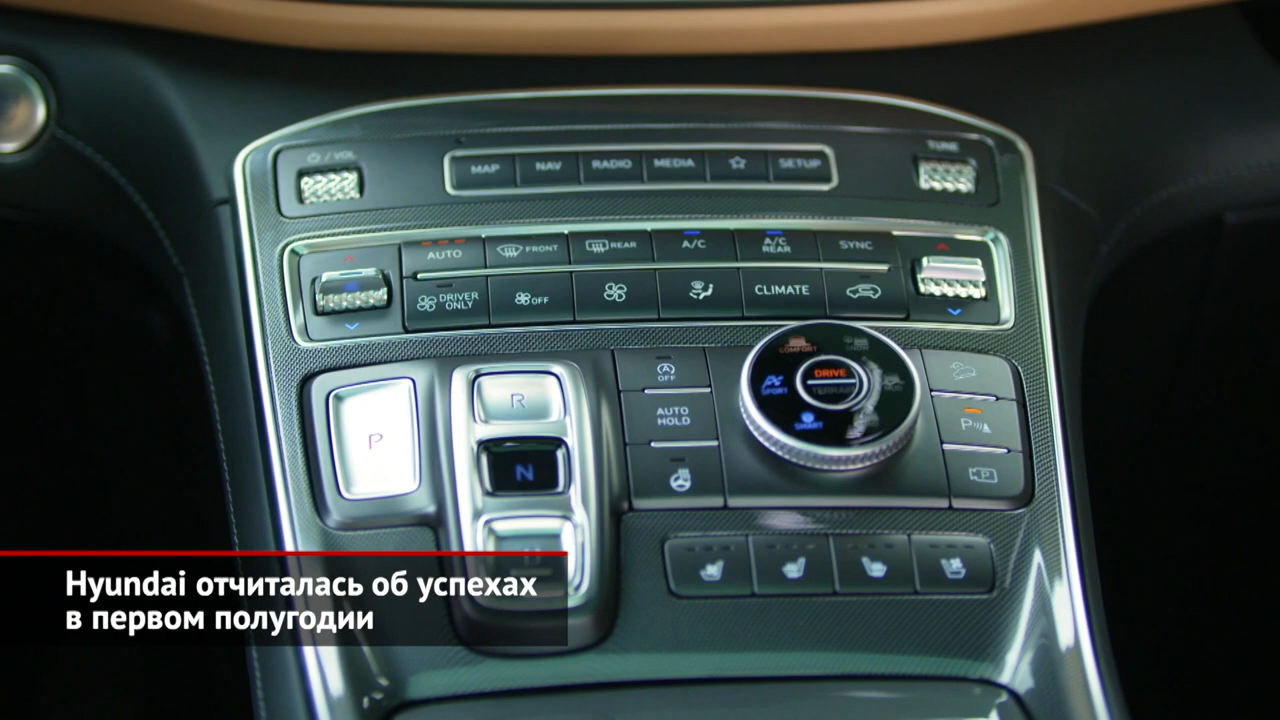 / VOL
MAP NAV RADIO MEDIA SETUP
TUNE
AUTO FRONT REAR A/C A/C REAR SYNC
DRIVER ONLY OFF CLIMATE
P
R
N
OFF
AUTO HOLD
COMFORT
SPORT
SMART
DRIVE
TERRAIN
P
P
Hyundai отчиталась об успехах
в первом полугодии